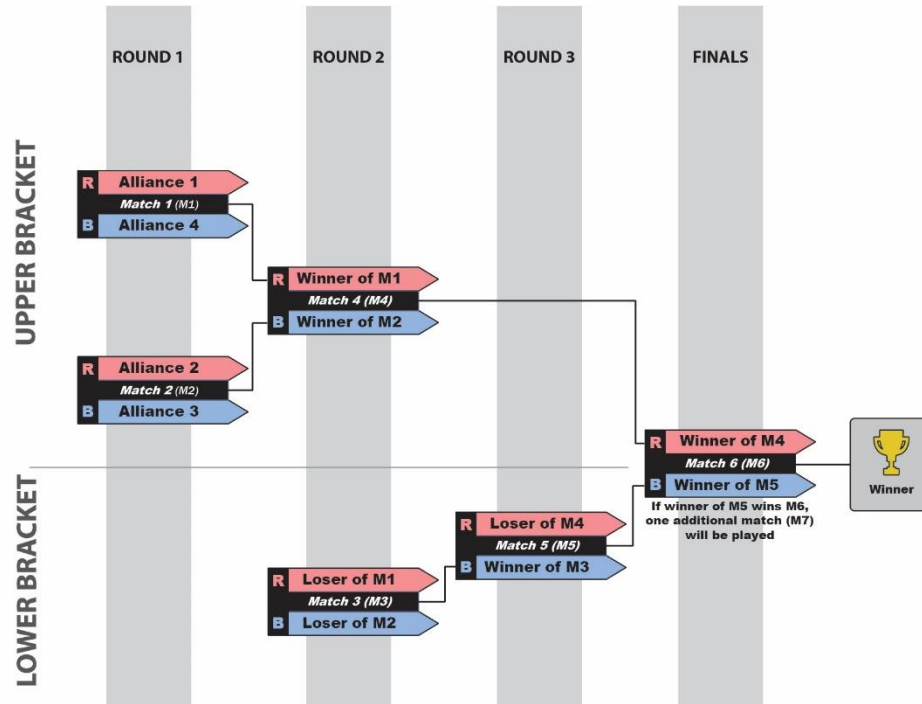 ROUND 1
ROUND 2
ROUND 3
FINALS
UPPER BRACKET
R Alliance 1
Match 1 (M1)
B Alliance 4
R Winner of M1
Match 4 (M4)
B Winner of M2
R Alliance 2
Match 2 (M2)
B Alliance 3
R Winner of M4
Match 6 (M6)
B Winner of M5
If winner of M5 wins M6,
one additional match (M7)
will be played
Winner
LOWER BRACKET
R Loser of M4
Match 5 (M5)
B Winner of M3
R Loser of M1
Match 3 (M3)
B Loser of M2